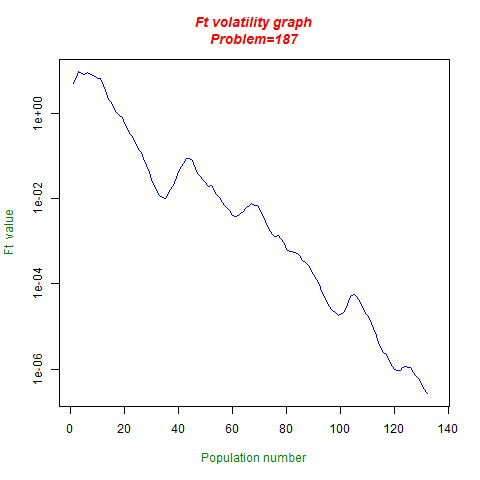 Ft volatility graph
Problem=187
Ft value
1e+00
1e-02
1e-04
1e-06
0 20 40 60 80 100 120 140
Population number